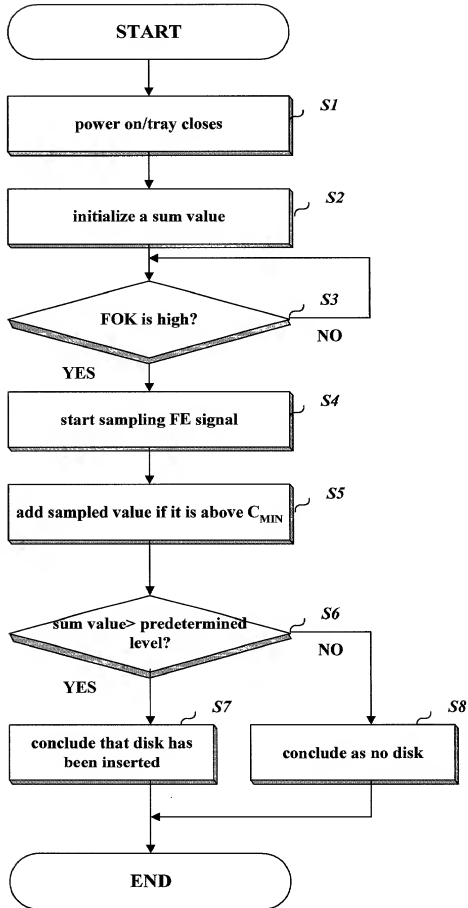 START
S1
power on/tray closes
S2
initialize a sum value
S3
FOK is high?
NO
YES
S4
start sampling FE signal
S5
add sampled value if it is above C_MIN
S6
sum value> predetermined
level?
NO
YES
S7
S8
conclude that disk has
been inserted
conclude as no disk
END